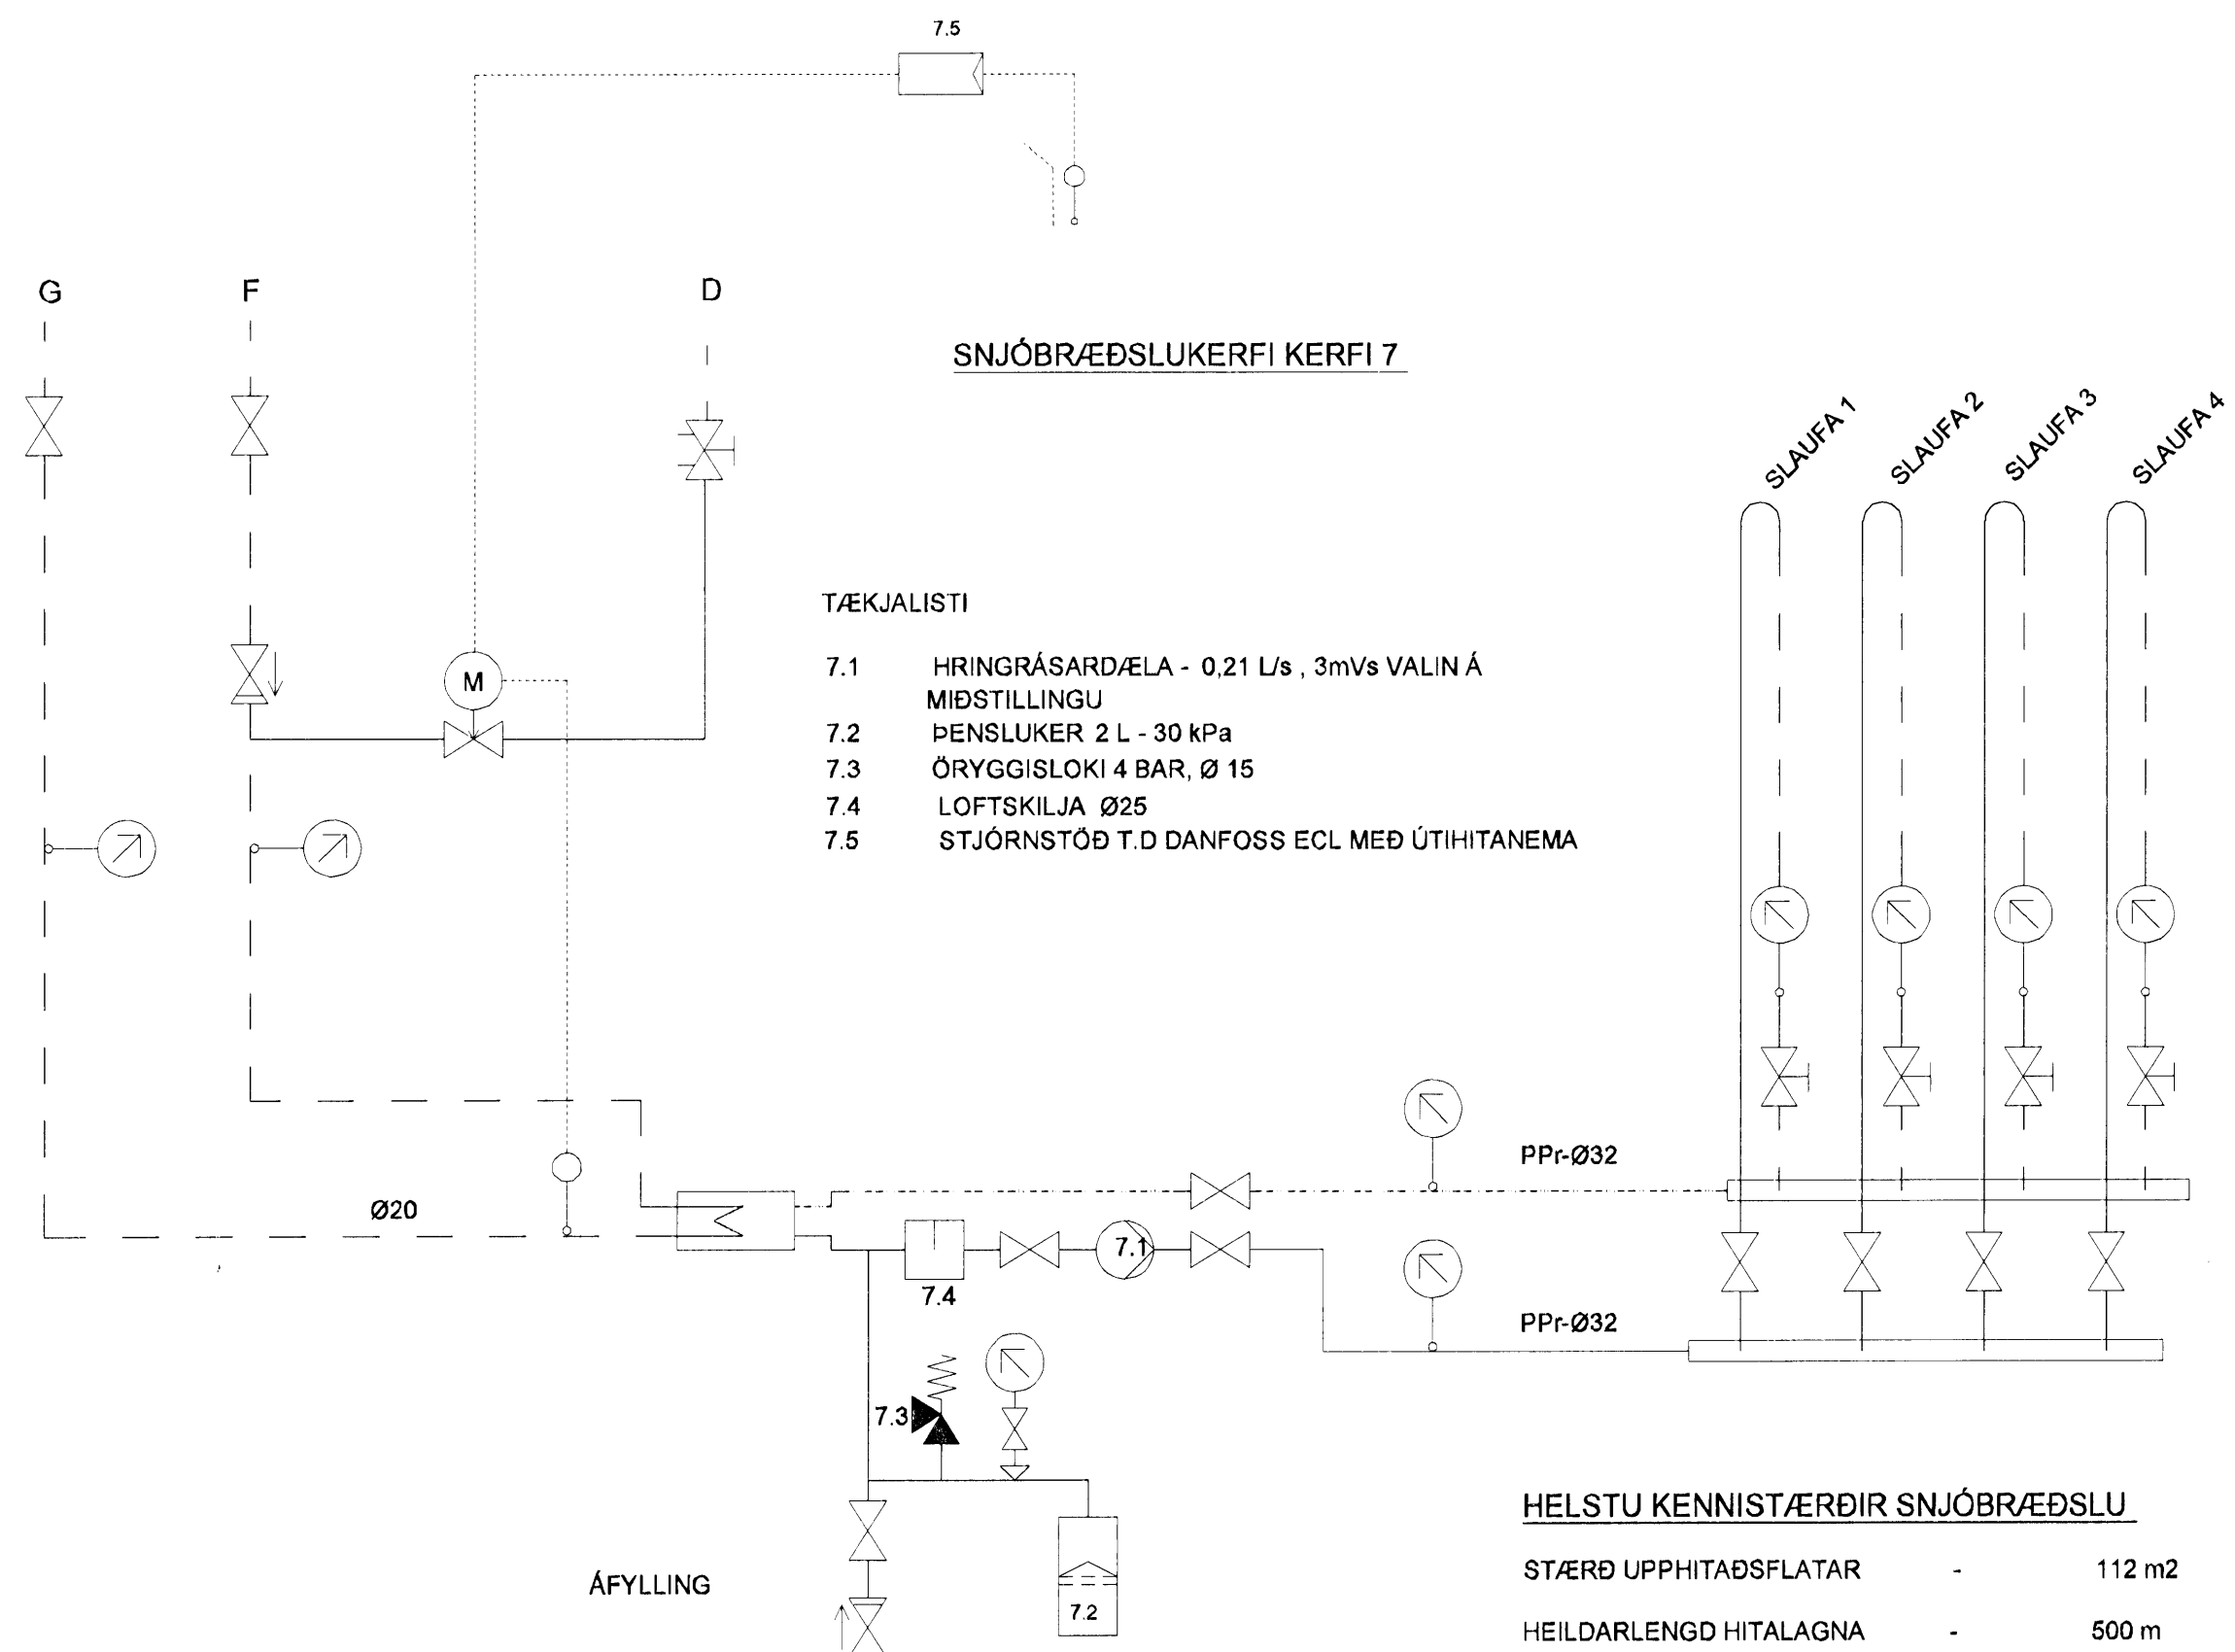 7.5
G
F
D
SNJÓBRÆÐSLUKERFI KERFI 7
SLAUFA 1
SLAUFA 2
SLAUFA 3
SLAUFA 4
TÆKJALISTI
7.1 HRINGRÁSARDÆLA - 0,21 L/s , 3mVs VALIN Á
MIÐSTILLINGU
7.2 ÞENSLUKER 2 L - 30 kPa
7.3 ÖRYGGISLOKI 4 BAR, Ø 15
7.4 LOFTSKILJA Ø25
7.5 STJÓRNSTÖÐ T.D DANFOSS ECL MEÐ ÚTIHITANEMA
M
PPr-Ø32
Ø20
7.1
7.4
PPr-Ø32
7.3
ÁFYLLING
7.2
HELSTU KENNISTÆRÐIR SNJÓBRÆÐSLU
STÆRÐ UPPHITAÐSFLATAR - 112 m2
HEILDARLENGD HITALAGNA - 500 m